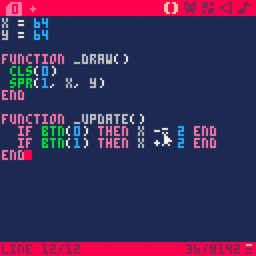 0 +
X = 64
Y = 64
FUNCTION _DRAW()
CLS(0)
SPR(1, X, Y)
END
FUNCTION _UPDATE()
IF BTN(0) THEN X -= 2 END
IF BTN(1) THEN X += 2 END
END
LINE 12/12 36/8192